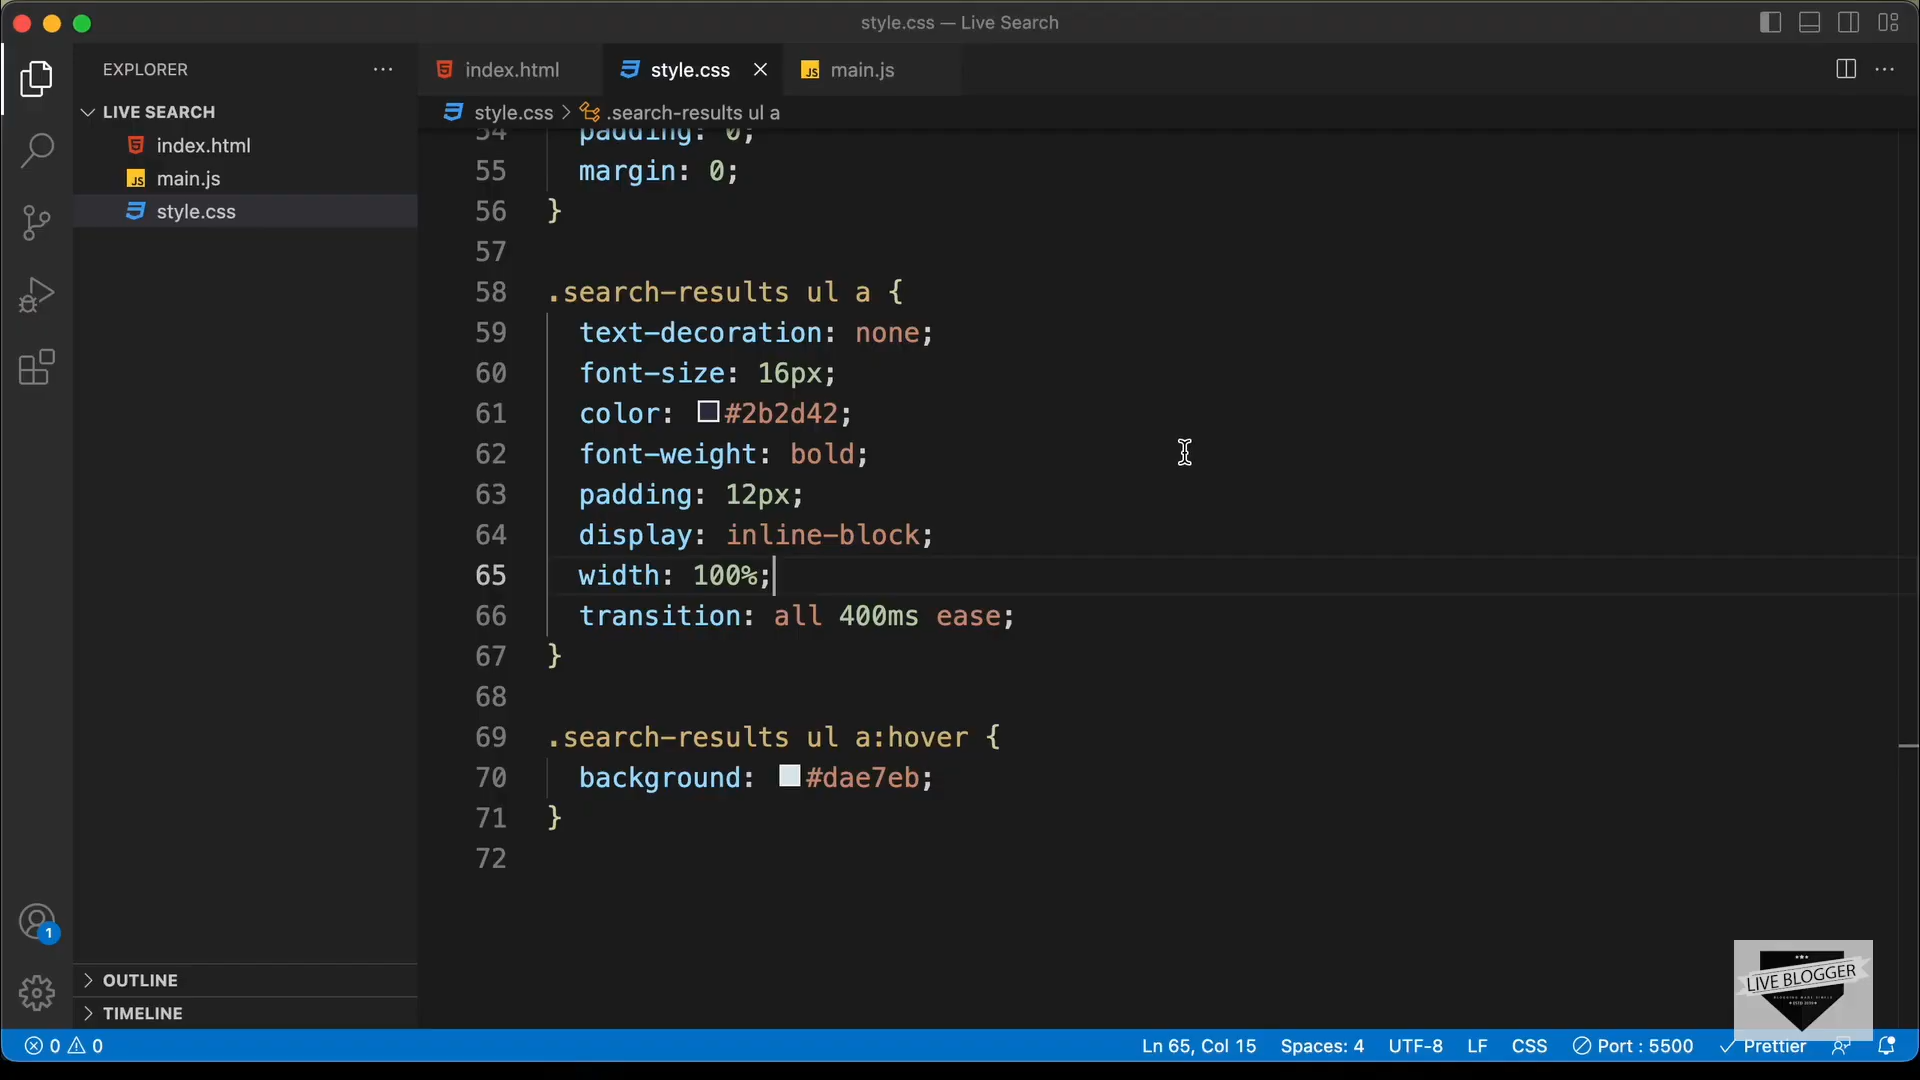 style.css — Live Search
EXPLORER
index.html
style.css
main.js
LIVE SEARCH
index.html
main.js
style.css
style.css > .search-results ul a
54 padding: 0;
55 margin: 0;
56 }
57
58 .search-results ul a {
59 text-decoration: none;
60 font-size: 16px;
61 color: #2b2d42;
62 font-weight: bold;
63 padding: 12px;
64 display: inline-block;
65 width: 100%;
66 transition: all 400ms ease;
67 }
68
69 .search-results ul a:hover {
70 background: #dae7eb;
71 }
72
1
OUTLINE
TIMELINE
LIVE BLOGGER
0 0 Ln 65, Col 15 Spaces: 4 UTF-8 LF CSS Port : 5500 Prettier